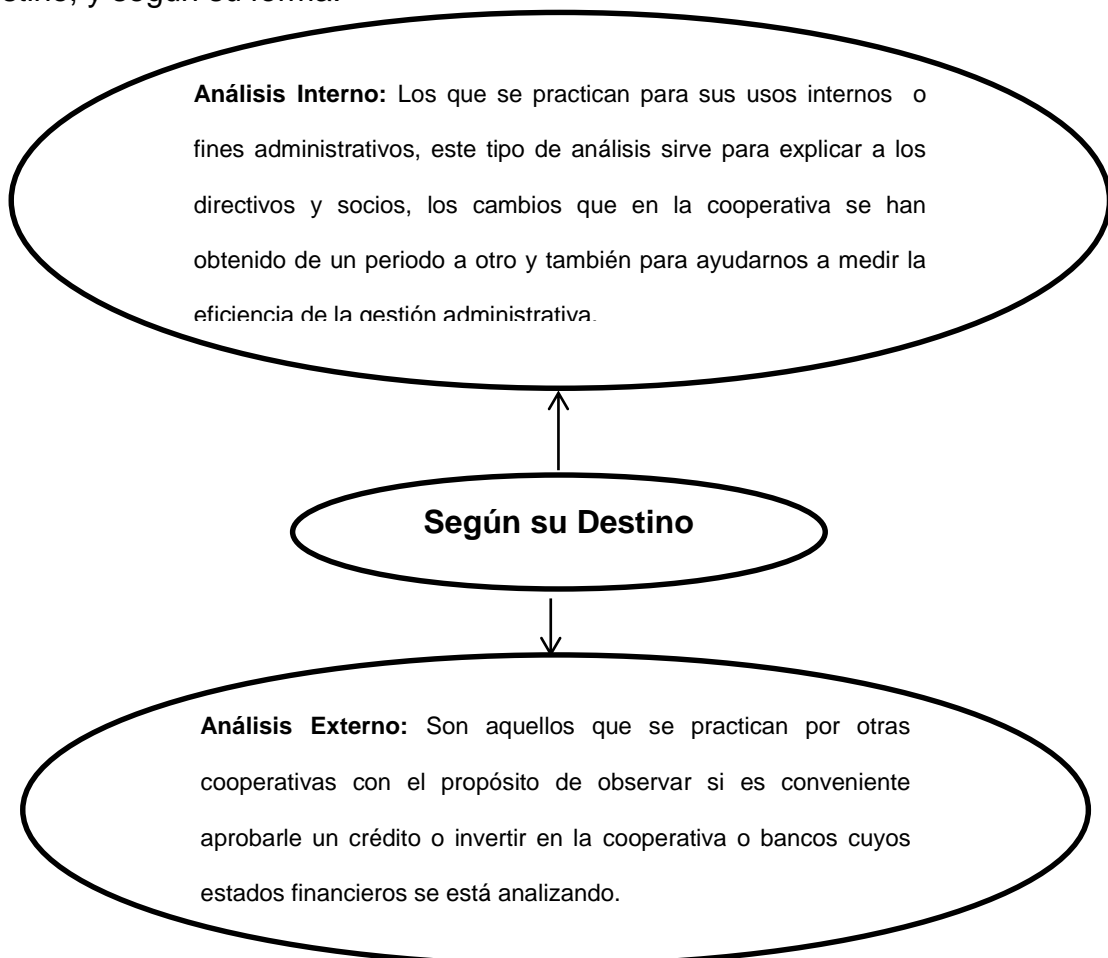 y según su forma.
Análisis Interno: Los que se practican para sus usos internos o
fines administrativos, este tipo de análisis sirve para explicar a los
directivos y socios, los cambios que en la cooperativa se han
obtenido de un periodo a otro y también para ayudarnos a medir la
eficiencia de la gestión administrativa.
Según su Destino
Análisis Externo: Son aquellos que se practican por otras
cooperativas con el propósito de observar si es conveniente
aprobarle un crédito o invertir en la cooperativa o bancos cuyos
estados financieros se está analizando.